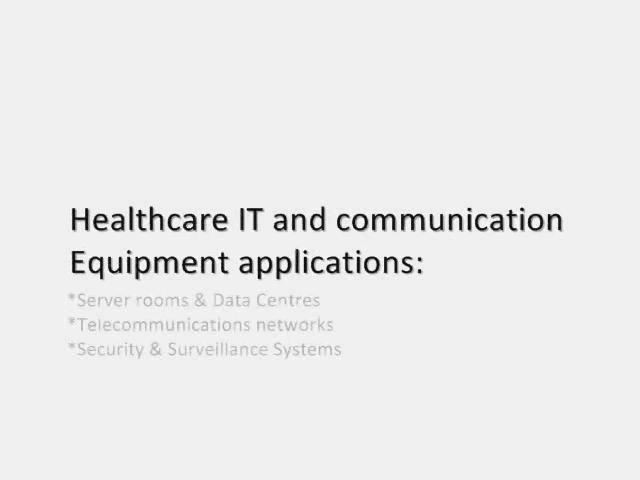 Healthcare IT and communication
Equipment applications:
*Server rooms & Data Centres
*Telecommunications networks
*Security & Surveillance Systems